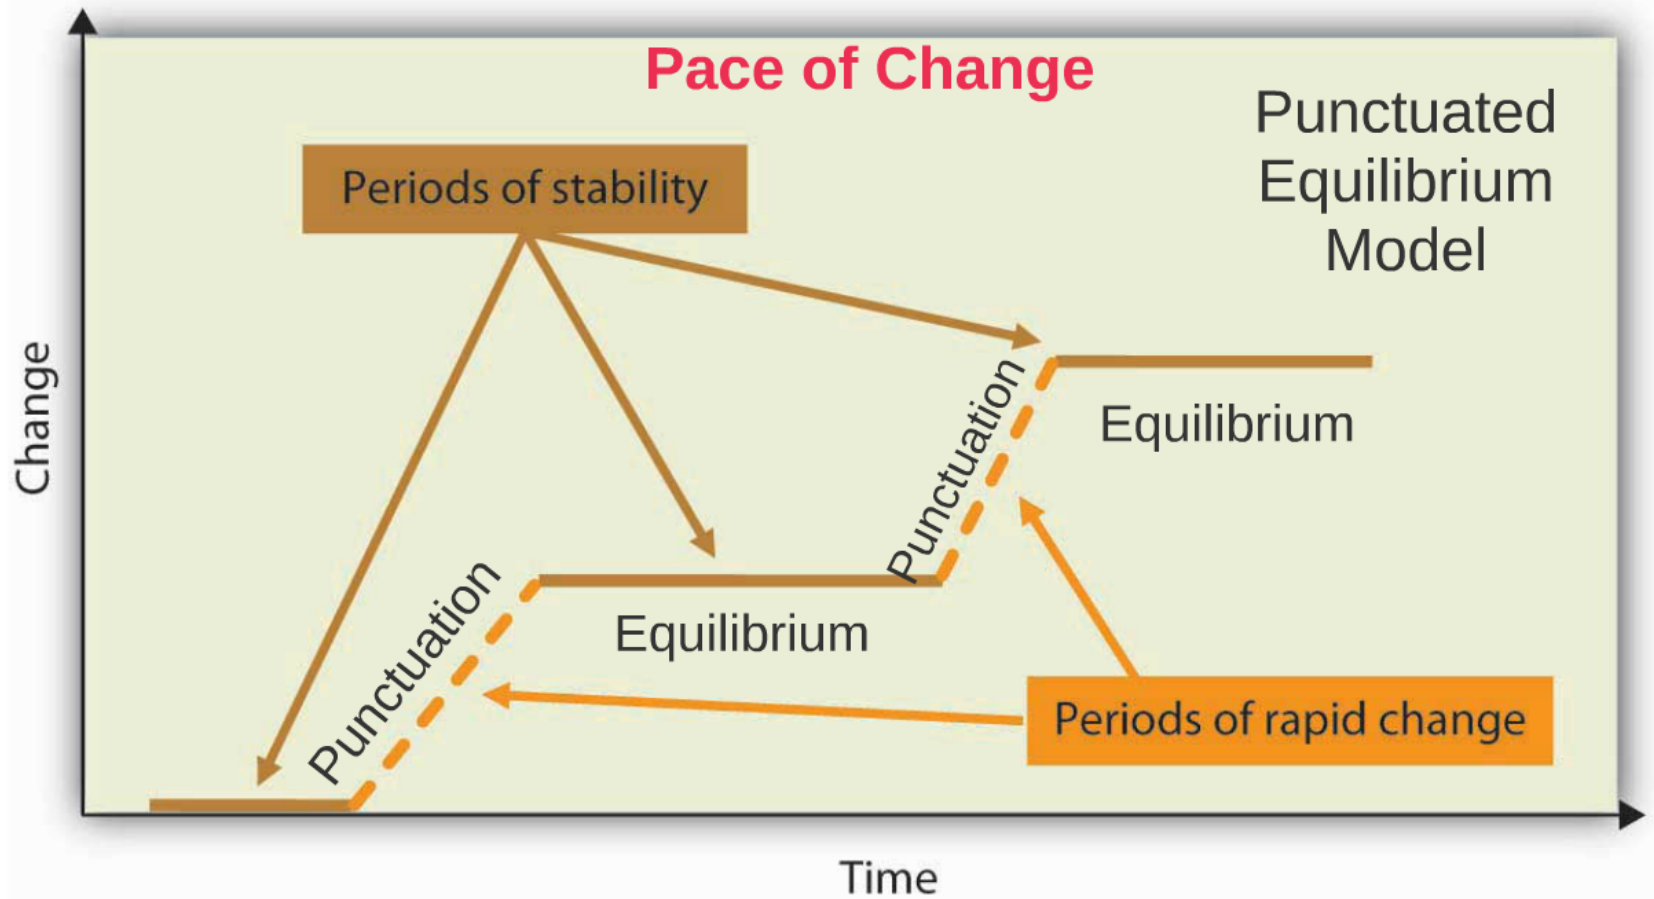 Pace of Change
Punctuated
Equilibrium
Model
Periods of stability
Change
Punctuation
Equilibrium
Punctuation
Equilibrium
Periods of rapid change
Time